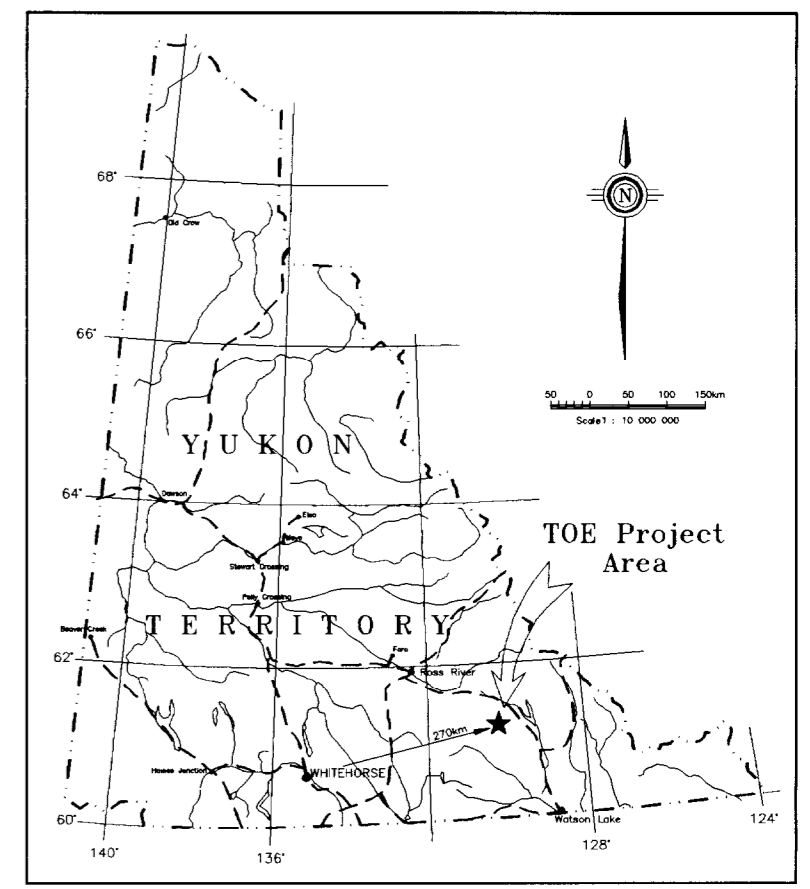 68°
Old Crow
N
66°
50 0 50 100 150km
Scale 1 : 10 000 000
YUKON
64°
Dawson
Elsa
Mayo
Stewart Crossing
TOE Project
Area
Pelly Crossing
TERRITORY
Beaver Creek
Faro
62°
Ross River
270km
Haines Junction
WHITEHORSE
60°
Watson Lake
140°
136°
128°
124°